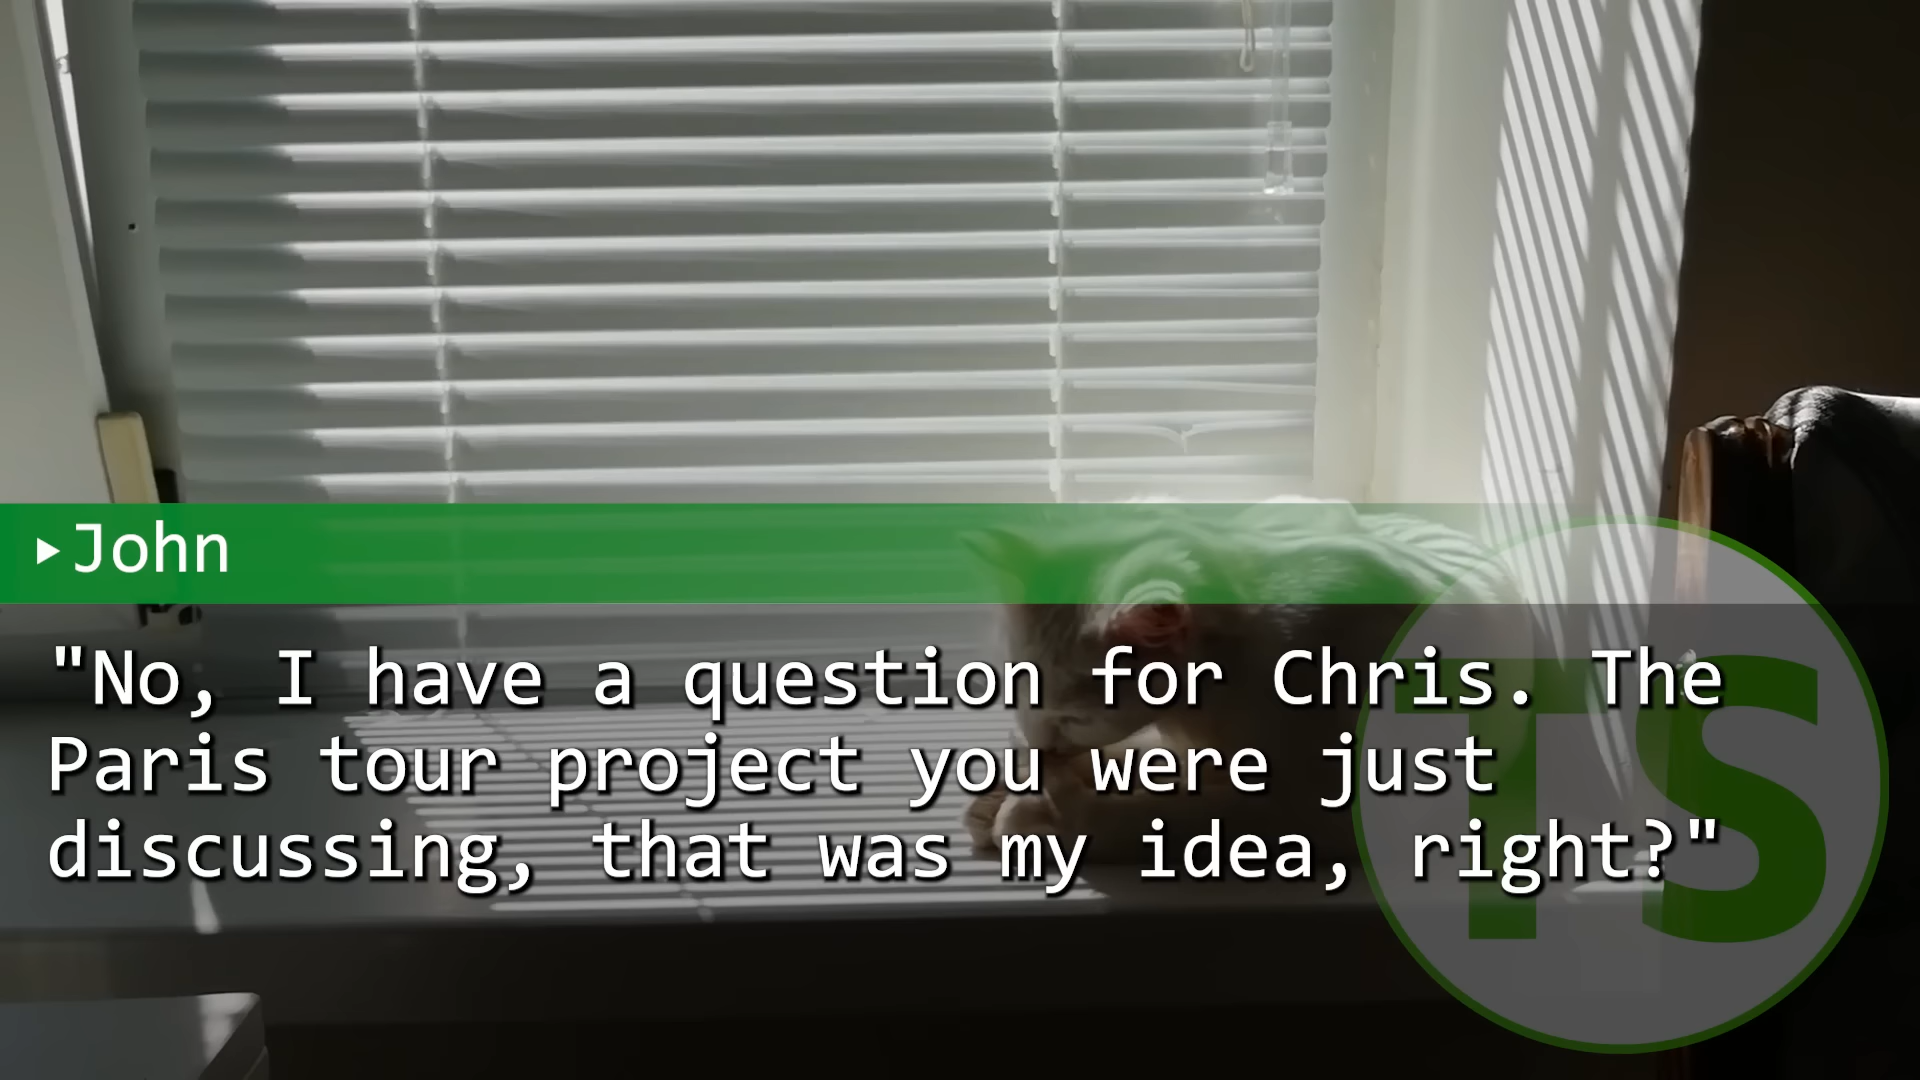 ▶John
"No, I have a question for Chris. The
Paris tour project you were just
discussing, that was my idea, right?"
TS